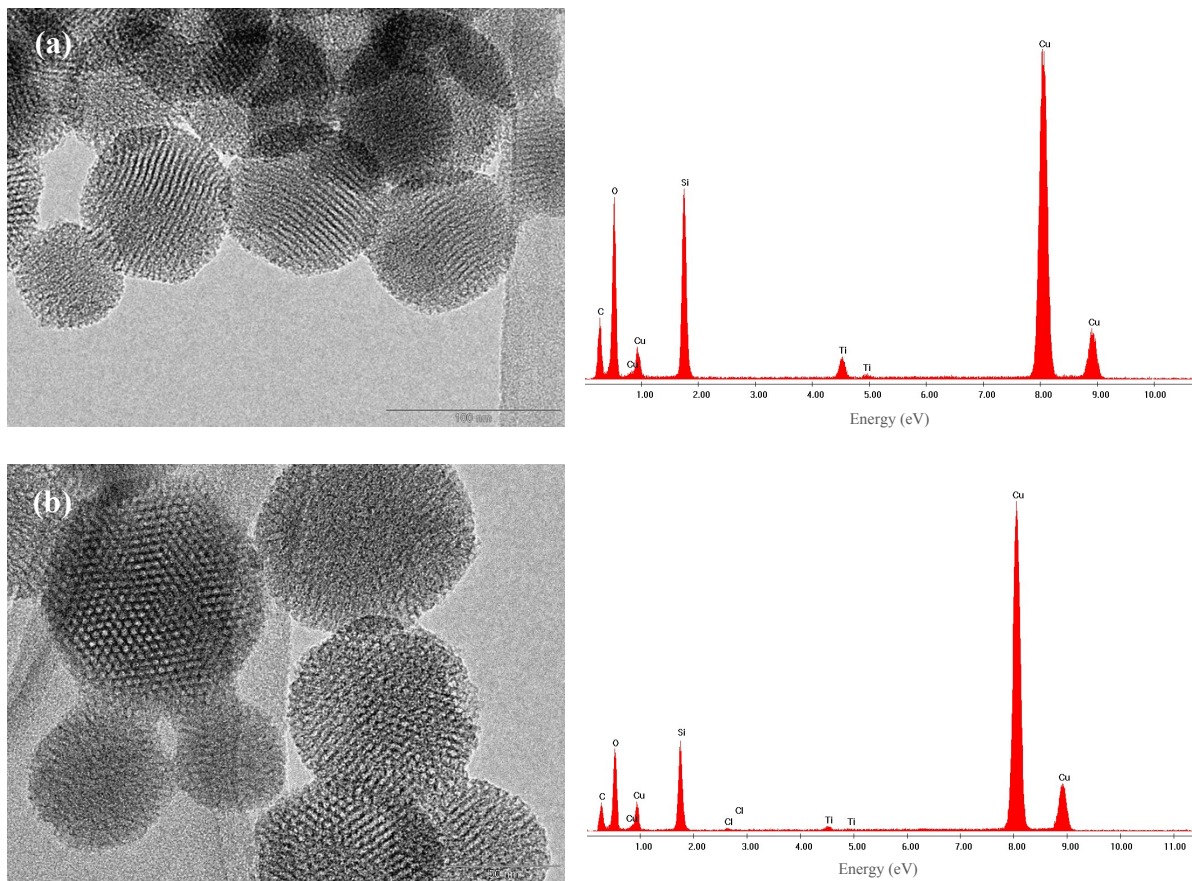 (a)
100 nm
Cu
Si
O
C
Cu
Cu
Ti
Ti
Cu
1.00 2.00 3.00 4.00 5.00 6.00 7.00 8.00 9.00 10.00
Energy (eV)
(b)
50 nm
Cu
Si
O
C
Cu
Cu
Cl
Cl
Ti
Ti
Cu
1.00 2.00 3.00 4.00 5.00 6.00 7.00 8.00 9.00 10.00 11.00
Energy (eV)